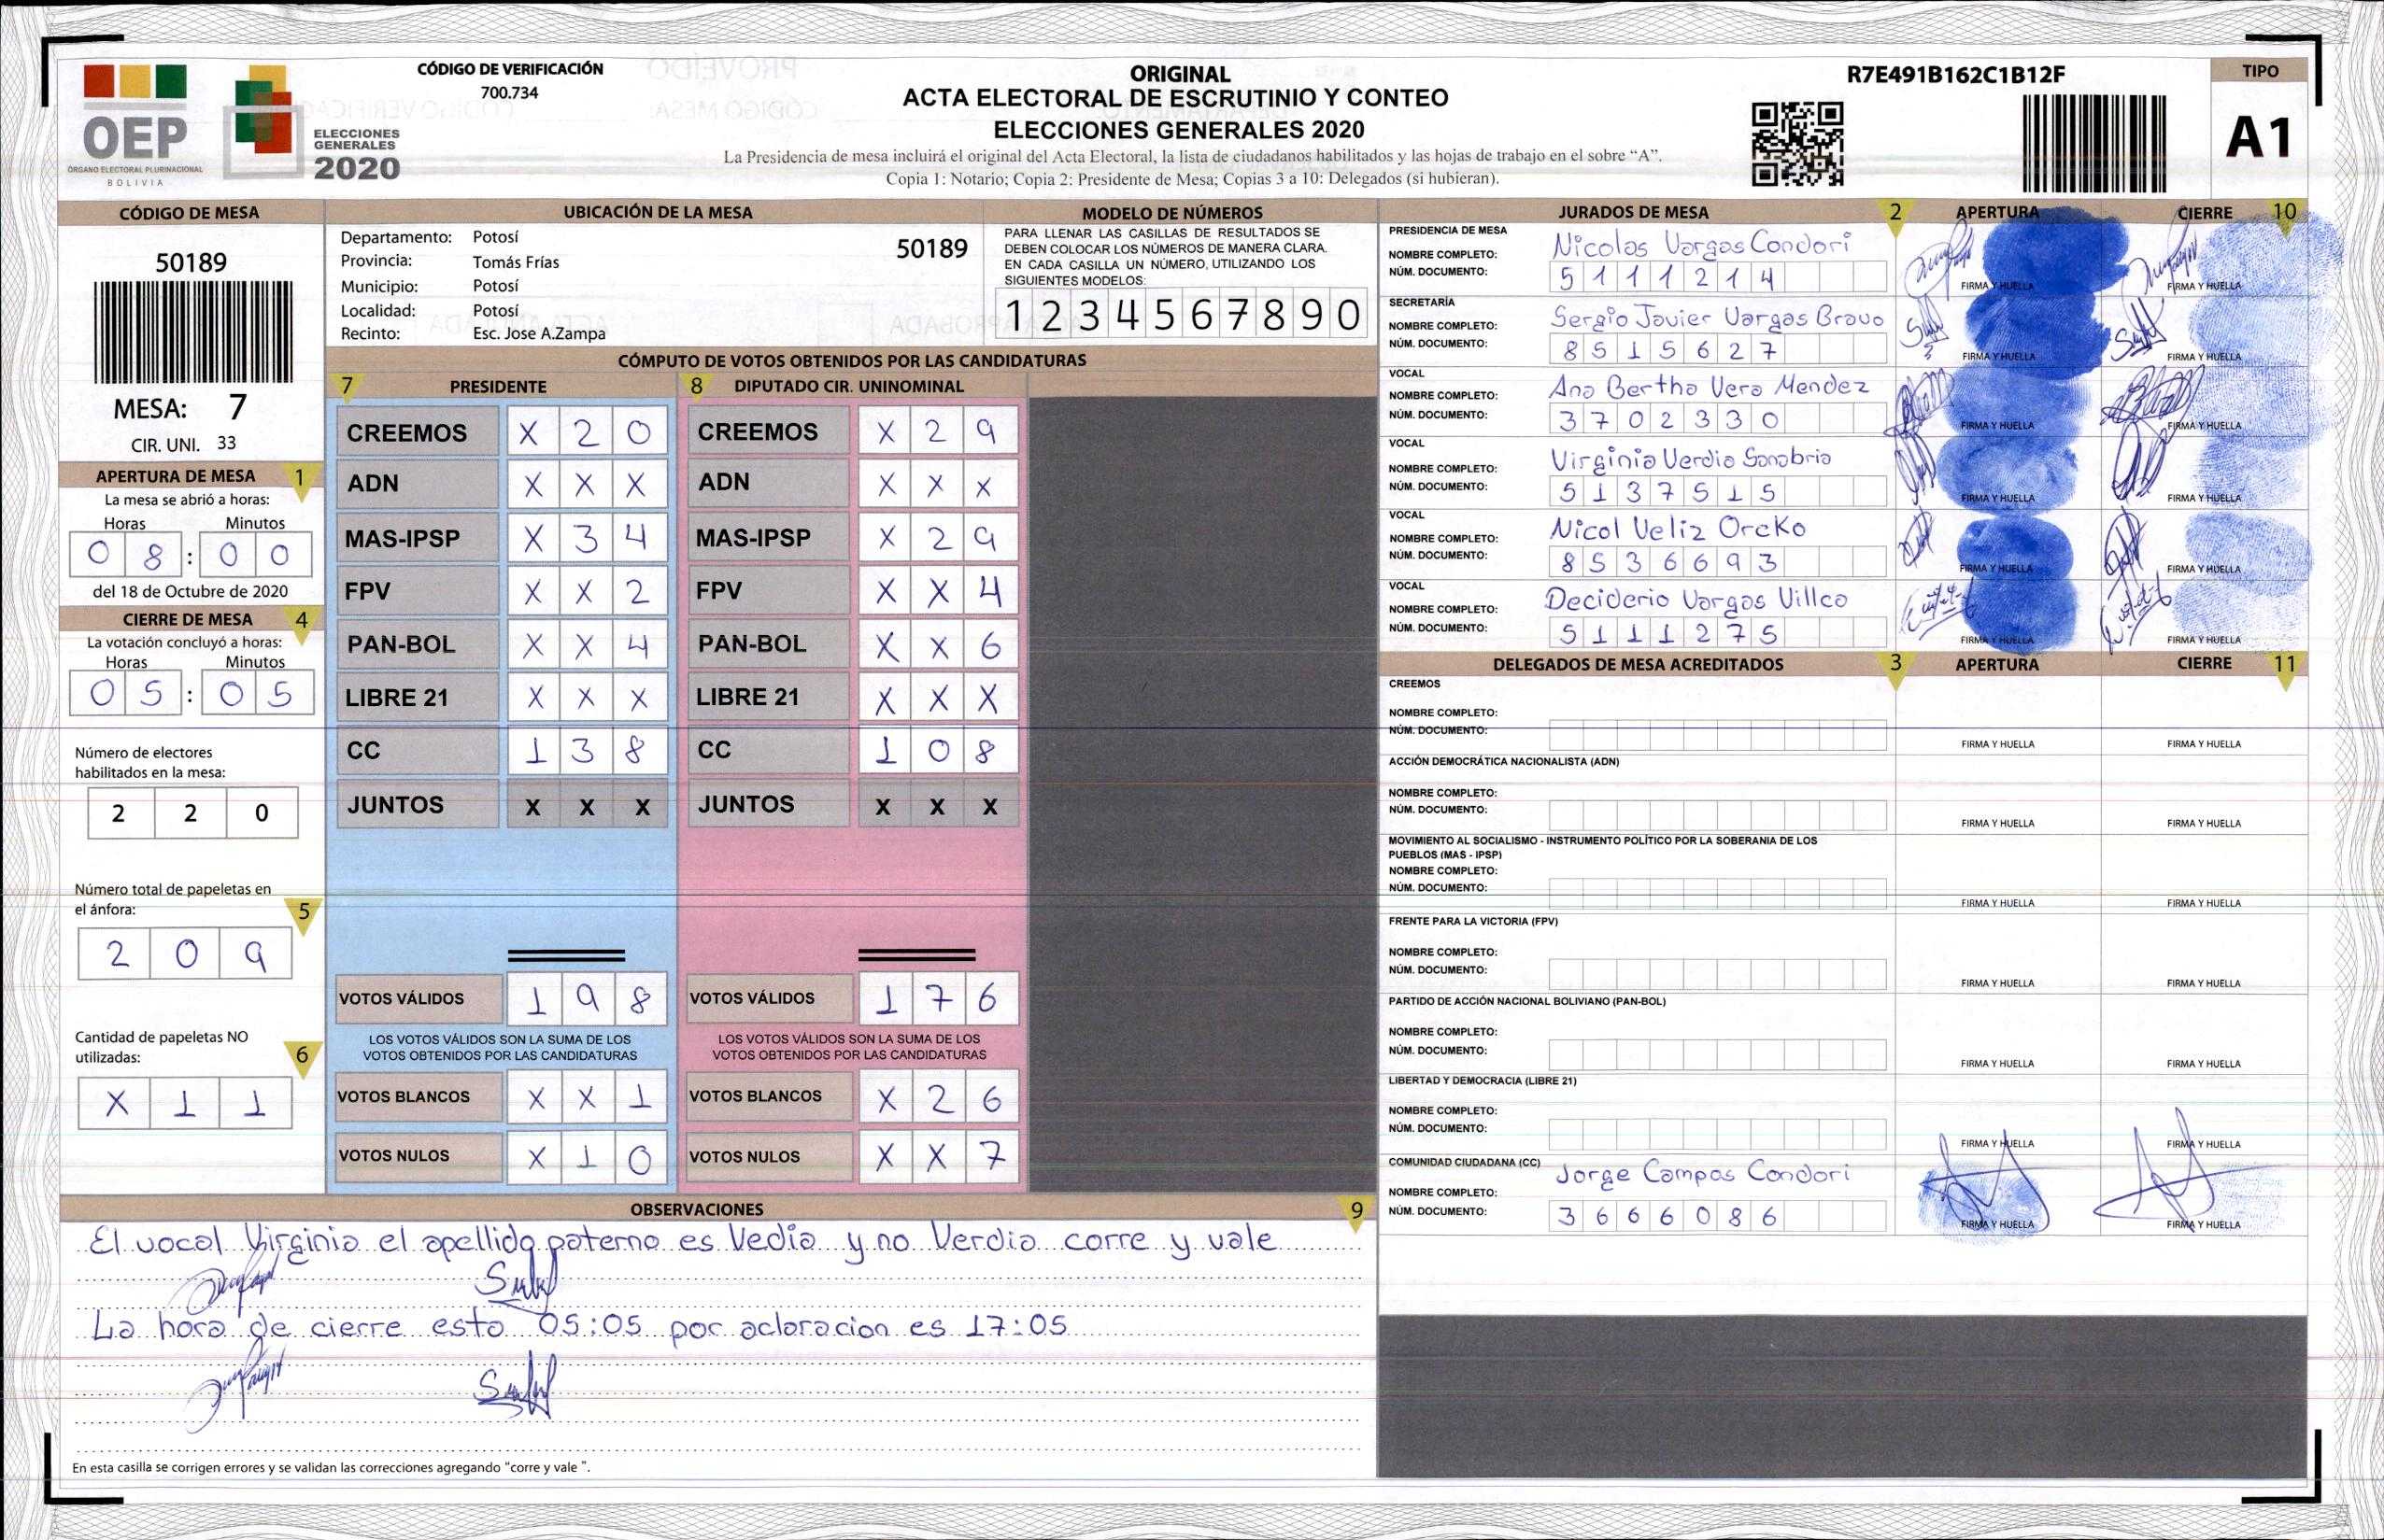 OEP
ÓRGANO ELECTORAL PLURINACIONAL
BOLIVIA
ELECCIONES
GENERALES
2020
CÓDIGO DE VERIFICACIÓN
700.734
ORIGINAL
ACTA ELECTORAL DE ESCRUTINIO Y CONTEO
ELECCIONES GENERALES 2020
La Presidencia de mesa incluirá el original del Acta Electoral, la lista de ciudadanos habilitados y las hojas de trabajo en el sobre “A”.
Copia 1: Notario; Copia 2: Presidente de Mesa; Copias 3 a 10: Delegados (si hubieran).
R7E491B162C1B12F
TIPO
A1
CÓDIGO DE MESA
50189
MESA: 7
CIR. UNI. 33
APERTURA DE MESA 1
La mesa se abrió a horas:
Horas Minutos
0 8 : 0 0
del 18 de Octubre de 2020
CIERRE DE MESA 4
La votación concluyó a horas:
Horas Minutos
0 5 : 0 5
Número de electores
habilitados en la mesa:
2 2 0
Número total de papeletas en
el ánfora: 5
2 0 9
Cantidad de papeletas NO
utilizadas: 6
X 1 1
UBICACIÓN DE LA MESA
Departamento: Potosí
Provincia: Tomás Frías
Municipio: Potosí
Localidad: Potosí
Recinto: Esc. Jose A.Zampa
50189
MODELO DE NÚMEROS
PARA LLENAR LAS CASILLAS DE RESULTADOS SE
DEBEN COLOCAR LOS NÚMEROS DE MANERA CLARA.
EN CADA CASILLA UN NÚMERO, UTILIZANDO LOS
SIGUIENTES MODELOS:
1 2 3 4 5 6 7 8 9 0
CÓMPUTO DE VOTOS OBTENIDOS POR LAS CANDIDATURAS
7 PRESIDENTE
CREEMOS X 2 0
ADN X X X
MAS-IPSP X 3 4
FPV X X 2
PAN-BOL X X 4
LIBRE 21 X X X
CC 1 3 8
JUNTOS X X X
VOTOS VÁLIDOS 1 9 8
LOS VOTOS VÁLIDOS SON LA SUMA DE LOS
VOTOS OBTENIDOS POR LAS CANDIDATURAS
VOTOS BLANCOS X X 1
VOTOS NULOS X 1 0
8 DIPUTADO CIR. UNINOMINAL
CREEMOS X 2 9
ADN X X X
MAS-IPSP X 2 9
FPV X X 4
PAN-BOL X X 6
LIBRE 21 X X X
CC 1 0 8
JUNTOS X X X
VOTOS VÁLIDOS 1 7 6
LOS VOTOS VÁLIDOS SON LA SUMA DE LOS
VOTOS OBTENIDOS POR LAS CANDIDATURAS
VOTOS BLANCOS X 2 6
VOTOS NULOS X X 7
OBSERVACIONES 9
El vocal Virginia el apellido paterno es Vedia y no Verdia corre y vale
La hora de cierre esta 05:05 por aclaracion es 17:05
En esta casilla se corrigen errores y se validan las correcciones agregando “corre y vale ”.
JURADOS DE MESA 2 APERTURA CIERRE 10
PRESIDENCIA DE MESA
NOMBRE COMPLETO: Nicolas Vargas Condori
NÚM. DOCUMENTO: 5 1 1 1 2 1 4
FIRMA Y HUELLA FIRMA Y HUELLA
SECRETARÍA
NOMBRE COMPLETO: Sergio Javier Vargas Bravo
NÚM. DOCUMENTO: 8 5 1 5 6 2 7
FIRMA Y HUELLA FIRMA Y HUELLA
VOCAL
NOMBRE COMPLETO: Ana Bertha Vera Mendez
NÚM. DOCUMENTO: 3 7 0 2 3 3 0
FIRMA Y HUELLA FIRMA Y HUELLA
VOCAL
NOMBRE COMPLETO: Virginia Verdia Sanabria
NÚM. DOCUMENTO: 5 1 3 7 5 1 5
FIRMA Y HUELLA FIRMA Y HUELLA
VOCAL
NOMBRE COMPLETO: Nicol Veliz Orcko
NÚM. DOCUMENTO: 8 5 3 6 6 9 3
FIRMA Y HUELLA FIRMA Y HUELLA
VOCAL
NOMBRE COMPLETO: Deciderio Vargas Villca
NÚM. DOCUMENTO: 5 1 1 1 2 7 5
FIRMA Y HUELLA FIRMA Y HUELLA
DELEGADOS DE MESA ACREDITADOS 3 APERTURA CIERRE 11
CREEMOS
NOMBRE COMPLETO:
NÚM. DOCUMENTO:
FIRMA Y HUELLA FIRMA Y HUELLA
ACCIÓN DEMOCRÁTICA NACIONALISTA (ADN)
NOMBRE COMPLETO:
NÚM. DOCUMENTO:
FIRMA Y HUELLA FIRMA Y HUELLA
MOVIMIENTO AL SOCIALISMO - INSTRUMENTO POLÍTICO POR LA SOBERANIA DE LOS
PUEBLOS (MAS - IPSP)
NOMBRE COMPLETO:
NÚM. DOCUMENTO:
FIRMA Y HUELLA FIRMA Y HUELLA
FRENTE PARA LA VICTORIA (FPV)
NOMBRE COMPLETO:
NÚM. DOCUMENTO:
FIRMA Y HUELLA FIRMA Y HUELLA
PARTIDO DE ACCIÓN NACIONAL BOLIVIANO (PAN-BOL)
NOMBRE COMPLETO:
NÚM. DOCUMENTO:
FIRMA Y HUELLA FIRMA Y HUELLA
LIBERTAD Y DEMOCRACIA (LIBRE 21)
NOMBRE COMPLETO:
NÚM. DOCUMENTO:
FIRMA Y HUELLA FIRMA Y HUELLA
COMUNIDAD CIUDADANA (CC)
NOMBRE COMPLETO: Jorge Campos Condori
NÚM. DOCUMENTO: 3 6 6 6 0 8 6
FIRMA Y HUELLA FIRMA Y HUELLA